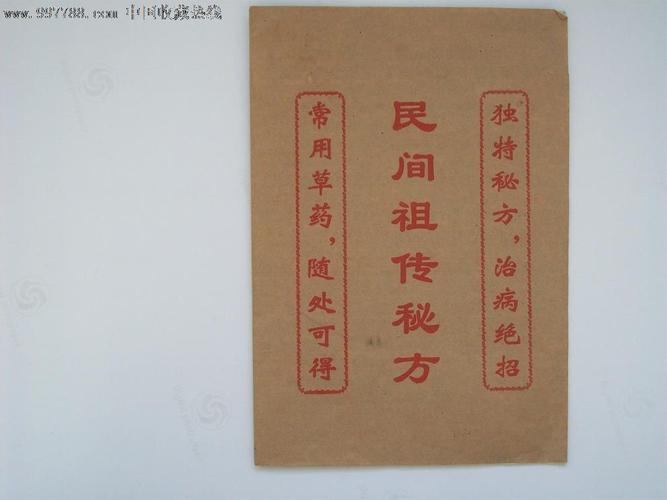 www.997788.com 中国收藏热线
独特秘方，治病绝招
民间祖传秘方
常用草药，随处可得